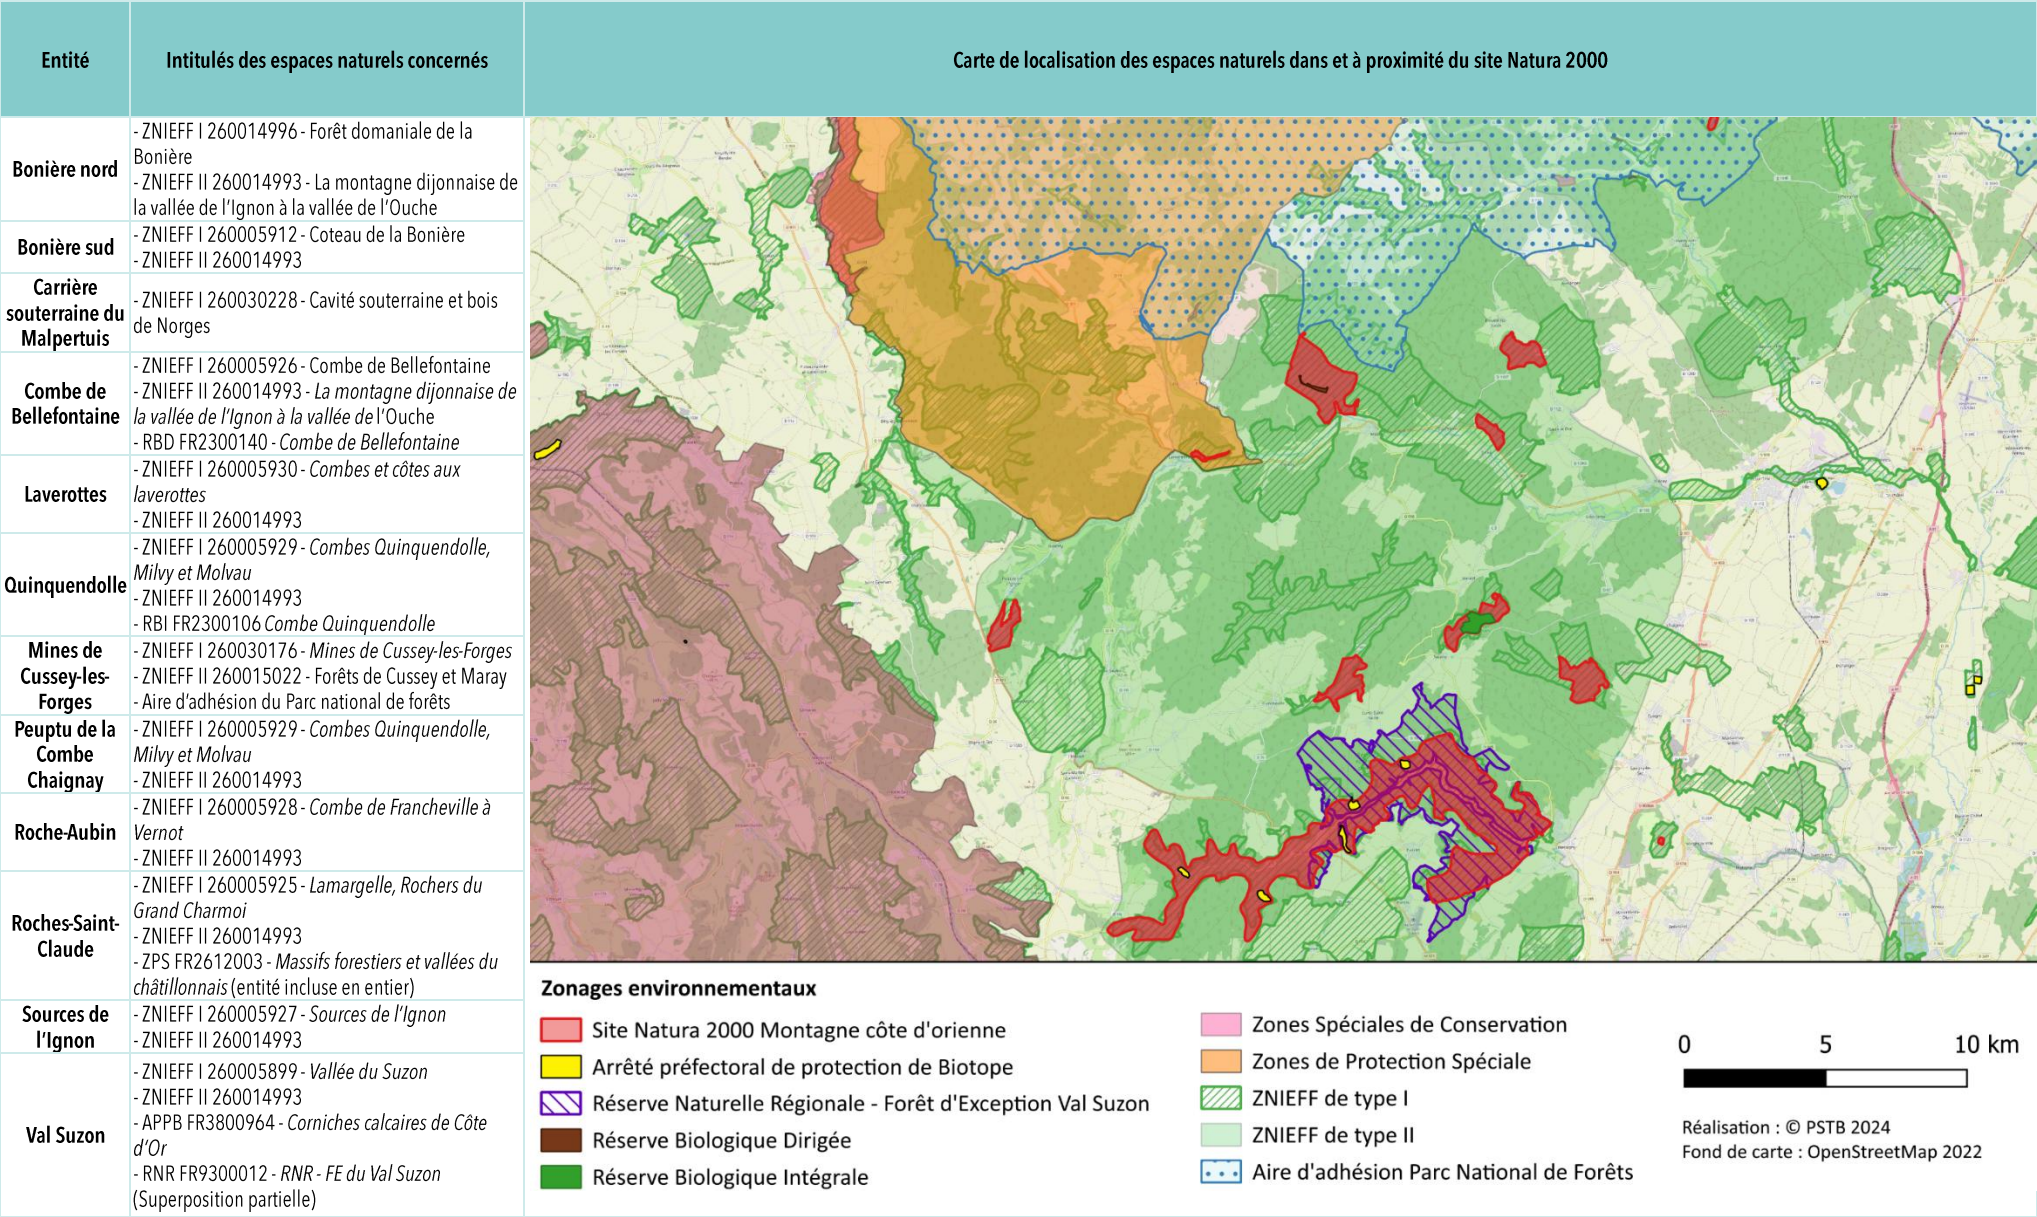 Entité
Intitulés des espaces naturels concernés
Carte de localisation des espaces naturels dans et à proximité du site Natura 2000
Bonière nord
- ZNIEFF I 260014996 - Forêt domaniale de la
Bonière
- ZNIEFF II 260014993 - La montagne dijonnaise de
la vallée de l'Ignon à la vallée de l'Ouche
Bonière sud
- ZNIEFF I 260005912 - Coteau de la Bonière
- ZNIEFF II 260014993
Carrière
souterraine du
Malpertuis
- ZNIEFF I 260030228 - Cavité souterraine et bois
de Norges
Combe de
Bellefontaine
- ZNIEFF I 260005926 - Combe de Bellefontaine
- ZNIEFF II 260014993 - La montagne dijonnaise de
la vallée de l'Ignon à la vallée de l'Ouche
- RBD FR2300140 - Combe de Bellefontaine
Laverottes
- ZNIEFF I 260005930 - Combes et côtes aux
laverottes
- ZNIEFF II 260014993
Quinquendolle
- ZNIEFF I 260005929 - Combes Quinquendolle,
Milvy et Molvau
- ZNIEFF II 260014993
- RBI FR2300106 Combe Quinquendolle
Mines de
Cussey-les-
Forges
- ZNIEFF I 260030176 - Mines de Cussey-les-Forges
- ZNIEFF II 260015022 - Forêts de Cussey et Maray
- Aire d'adhésion du Parc national de forêts
Peuptu de la
Combe
Chaignay
- ZNIEFF I 260005929 - Combes Quinquendolle,
Milvy et Molvau
- ZNIEFF II 260014993
Roche-Aubin
- ZNIEFF I 260005928 - Combe de Francheville à
Vernot
- ZNIEFF II 260014993
Roches-Saint-
Claude
- ZNIEFF I 260005925 - Lamargelle, Rochers du
Grand Charmoi
- ZNIEFF II 260014993
- ZPS FR2612003 - Massifs forestiers et vallées du
châtillonnais (entité incluse en entier)
Sources de
l'Ignon
- ZNIEFF I 260005927 - Sources de l'Ignon
- ZNIEFF II 260014993
Val Suzon
- ZNIEFF I 260005899 - Vallée du Suzon
- ZNIEFF II 260014993
- APPB FR3800964 - Corniches calcaires de Côte
d'Or
- RNR FR9300012 - RNR - FE du Val Suzon
(Superposition partielle)
Zonages environnementaux
Site Natura 2000 Montagne côte d'orienne
Arrêté préfectoral de protection de Biotope
Réserve Naturelle Régionale - Forêt d'Exception Val Suzon
Réserve Biologique Dirigée
Réserve Biologique Intégrale
Zones Spéciales de Conservation
Zones de Protection Spéciale
ZNIEFF de type I
ZNIEFF de type II
Aire d'adhésion Parc National de Forêts
0 5 10 km
Réalisation : © PSTB 2024
Fond de carte : OpenStreetMap 2022